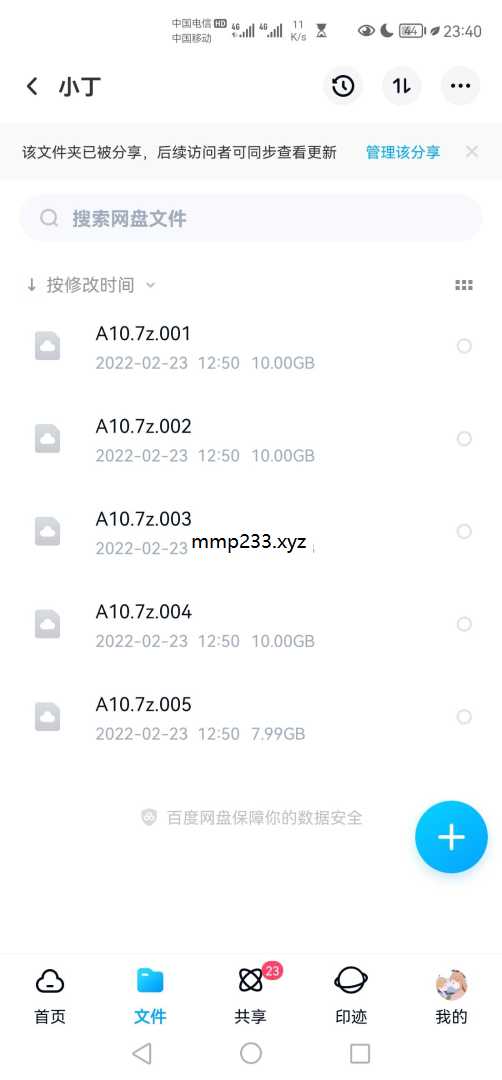 中国电信 HD 4G 4G 11 44 23:40
中国移动 K/s
小丁
该文件夹已被分享，后续访问者可同步查看更新 管理该分享
搜索网盘文件
按修改时间
A10.7z.001
2022-02-23 12:50 10.00GB
A10.7z.002
2022-02-23 12:50 10.00GB
A10.7z.003
2022-02-23 mmp233.xyz
A10.7z.004
2022-02-23 12:50 10.00GB
A10.7z.005
2022-02-23 12:50 7.99GB
百度网盘保障你的数据安全
23
首页 文件 共享 印迹 我的